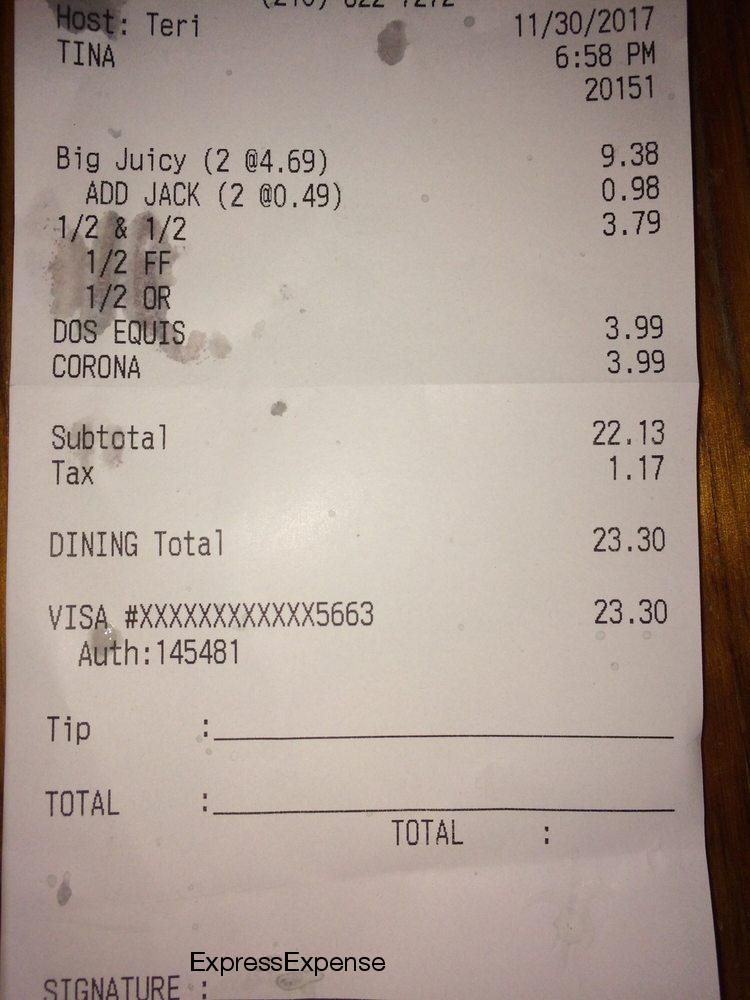 Host: Teri 11/30/2017
TINA 6:58 PM
20151
Big Juicy (2 @4.69) 9.38
ADD JACK (2 @0.49) 0.98
1/2 & 1/2 3.79
1/2 FF
1/2 OR
DOS EQUIS 3.99
CORONA 3.99
Subtotal 22.13
Tax 1.17
DINING Total 23.30
VISA #XXXXXXXXXXXX5663 23.30
Auth:145481
Tip :
TOTAL :
TOTAL :
ExpressExpense
SIGNATURE :